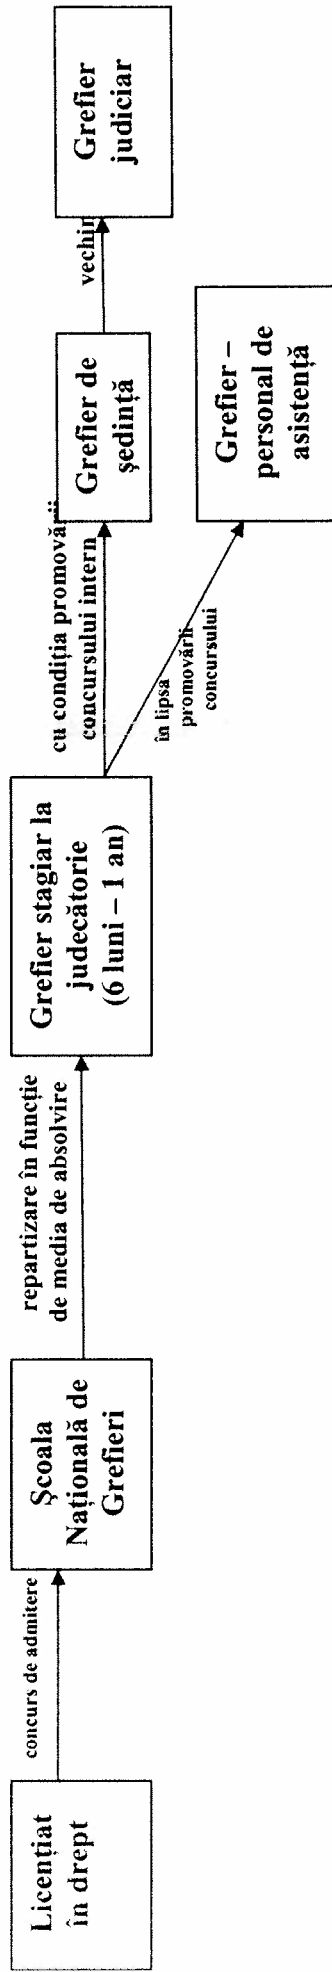 Licențiat
în drept
concurs de admitere
Școala
Națională de
Grefieri
repartizare în funcție
de media de absolvire
Grefier stagiar la
judecătorie
(6 luni – 1 an)
cu condiția promovării
concursului intern
în lipsa
promovării
concursului
Grefier de
ședință
Grefier –
personal de
asistență
vechim
Grefier
judiciar